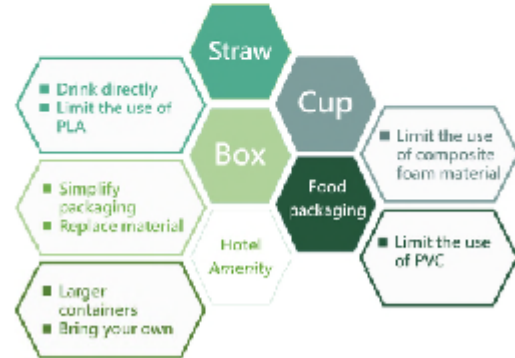 Straw
Drink directly
Limit the use of
PLA
Cup
Limit the use
of composite
foam material
Box
Simplify
packaging
Replace material
Food
packaging
Limit the use
of PVC
Hotel
Amenity
Larger
containers
Bring your own